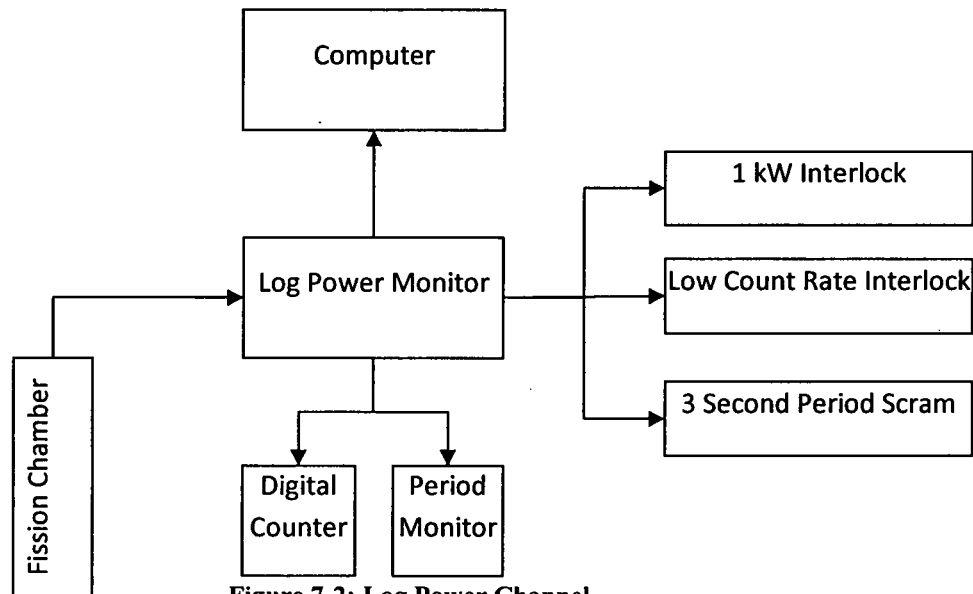 Computer
1 kW Interlock
Log Power Monitor
Low Count Rate Interlock
3 Second Period Scram
Fission Chamber
Digital
Counter
Period
Monitor
Figure 7-2: Log Power Channel